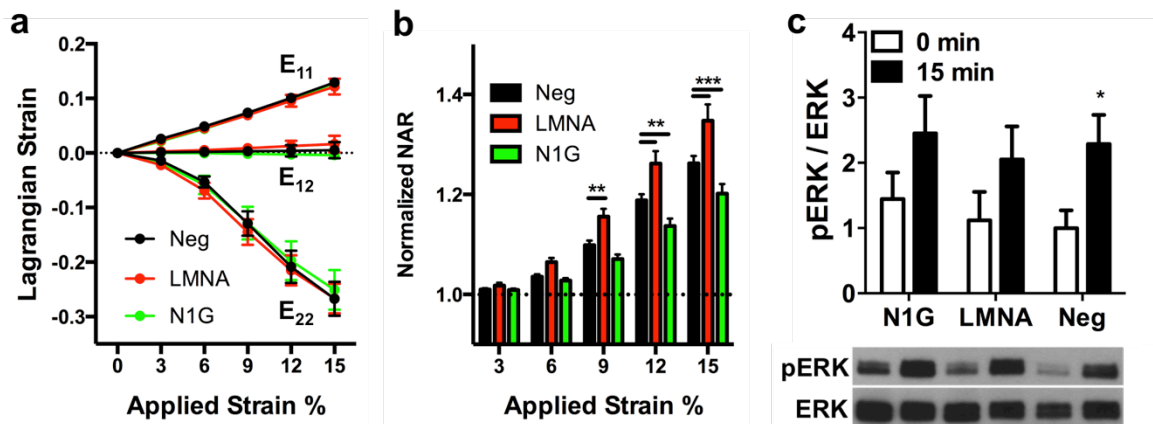 a
Lagrangian Strain
0.2
0.1
0.0
-0.1
-0.2
-0.3
E11
E12
E22
Neg
LMNA
N1G
0 3 6 9 12 15
Applied Strain %
b
Normalized NAR
1.4
1.2
1.0
Neg
LMNA
N1G
**
**
***
3 6 9 12 15
Applied Strain %
c
pERK / ERK
4
3
2
1
0
0 min
15 min
*
N1G LMNA Neg
pERK
ERK